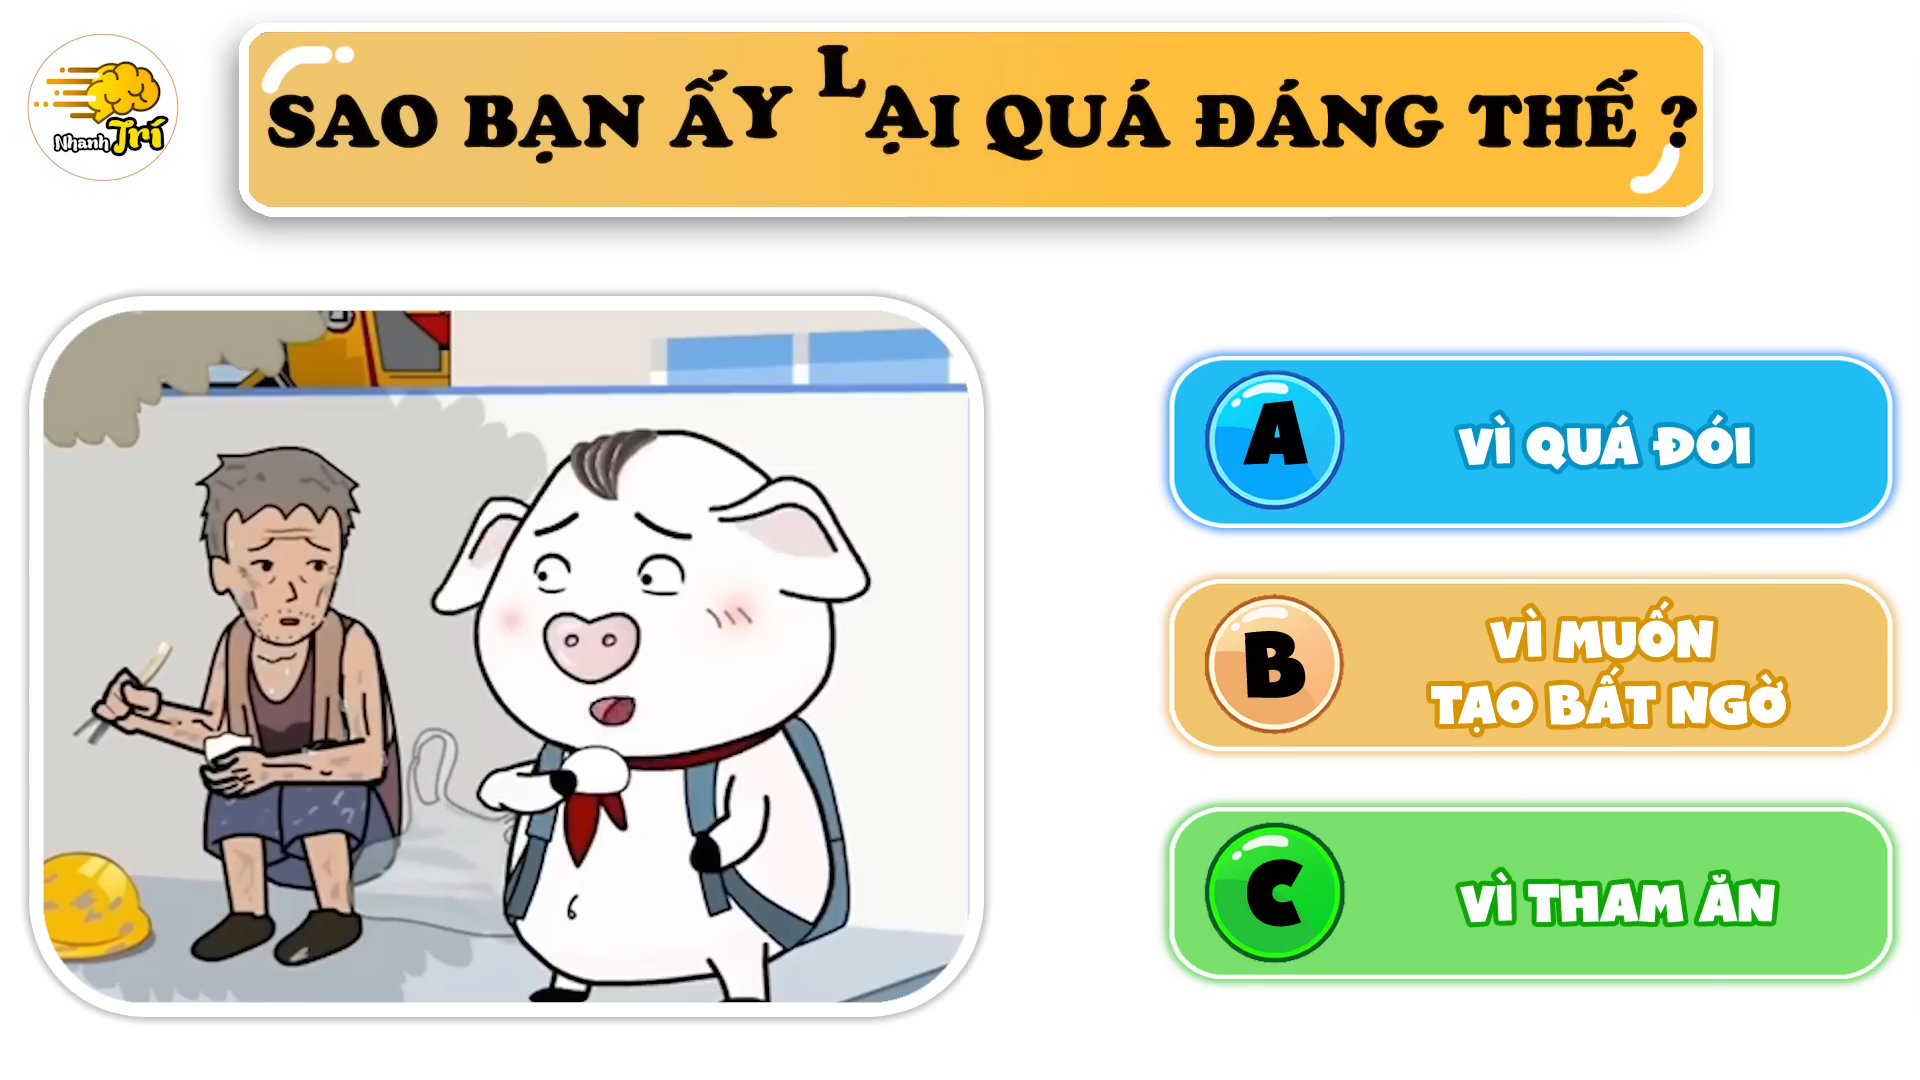 Nhanh Trí
SAO BẠN ẤY LẠI QUÁ ĐÁNG THẾ ?
A
VÌ QUÁ ĐÓI
B
VÌ MUỐN
TẠO BẤT NGỜ
C
VÌ THAM ĂN